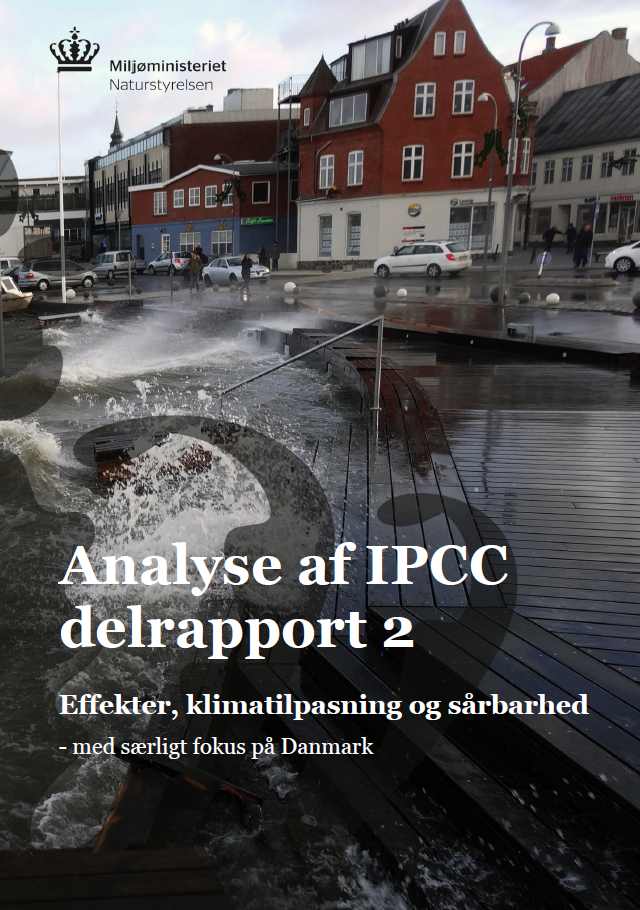 Miljøministeriet
Naturstyrelsen
Analyse af IPCC
delrapport 2
Effekter, klimatilpasning og sårbarhed
- med særligt fokus på Danmark